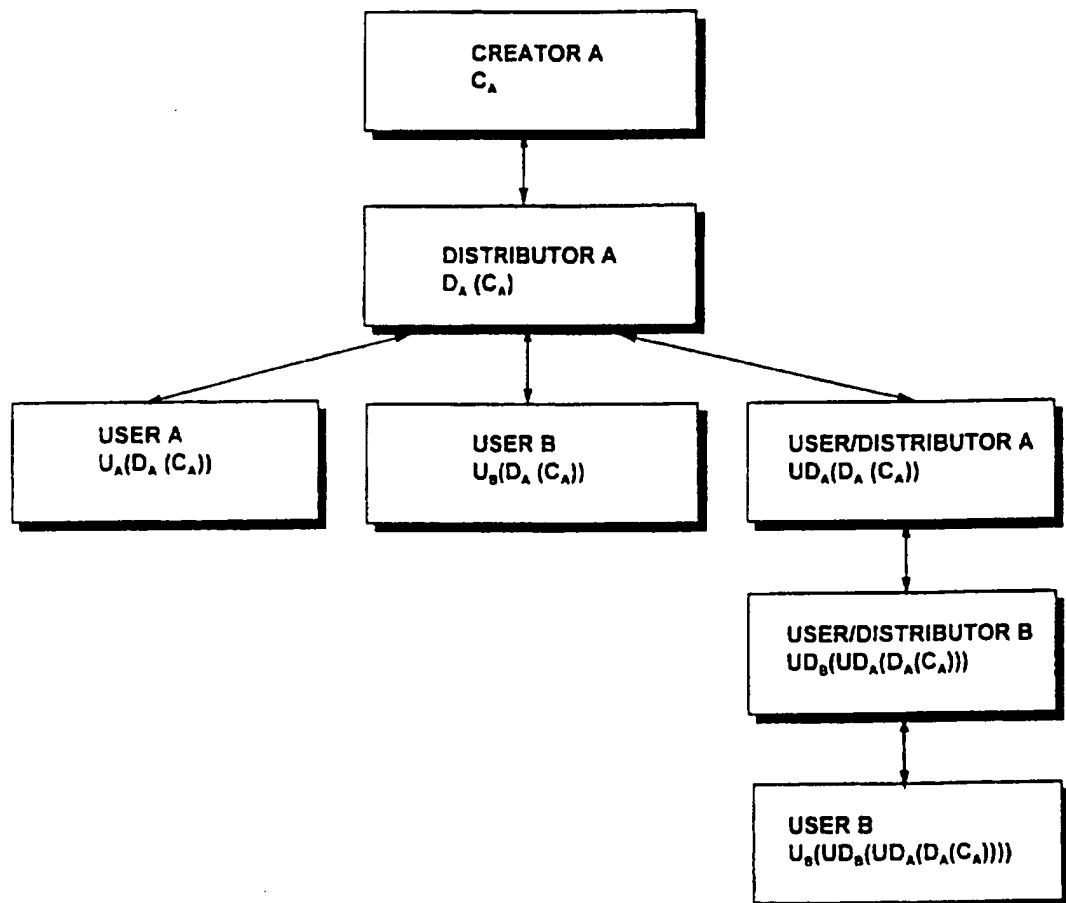 CREATOR A
C_A
DISTRIBUTOR A
D_A (C_A)
USER A
U_A(D_A (C_A))
USER B
U_B(D_A (C_A))
USER/DISTRIBUTOR A
UD_A(D_A (C_A))
USER/DISTRIBUTOR B
UD_B(UD_A(D_A(C_A)))
USER B
U_B(UD_B(UD_A(D_A(C_A))))